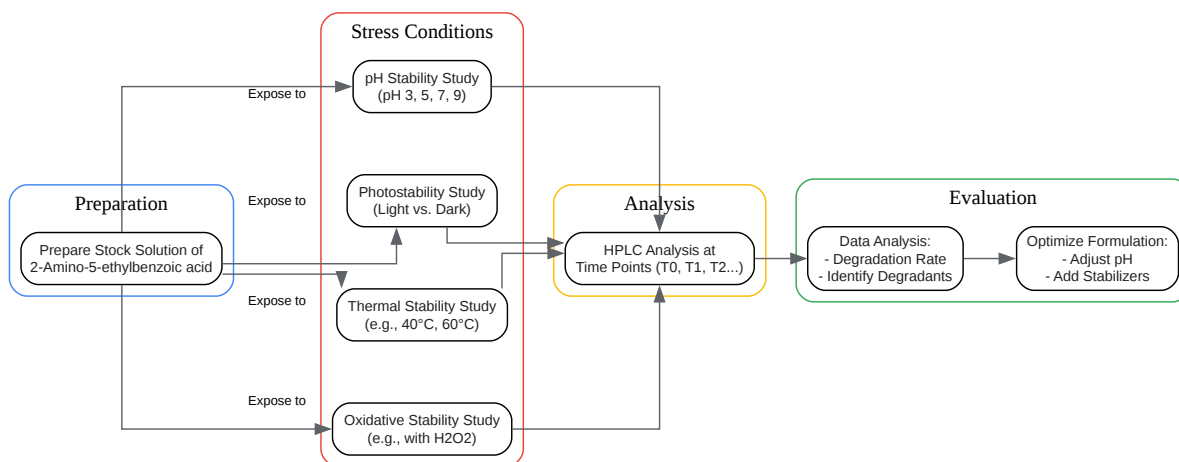 Stress Conditions
pH Stability Study
(pH 3, 5, 7, 9)
Expose to
Photostability Study
(Light vs. Dark)
Expose to
Preparation
Prepare Stock Solution of
2-Amino-5-ethylbenzoic acid
Expose to
Thermal Stability Study
(e.g., 40°C, 60°C)
Expose to
Oxidative Stability Study
(e.g., with H2O2)
Analysis
HPLC Analysis at
Time Points (T0, T1, T2...)
Evaluation
Data Analysis:
- Degradation Rate
- Identify Degradants
Optimize Formulation:
- Adjust pH
- Add Stabilizers